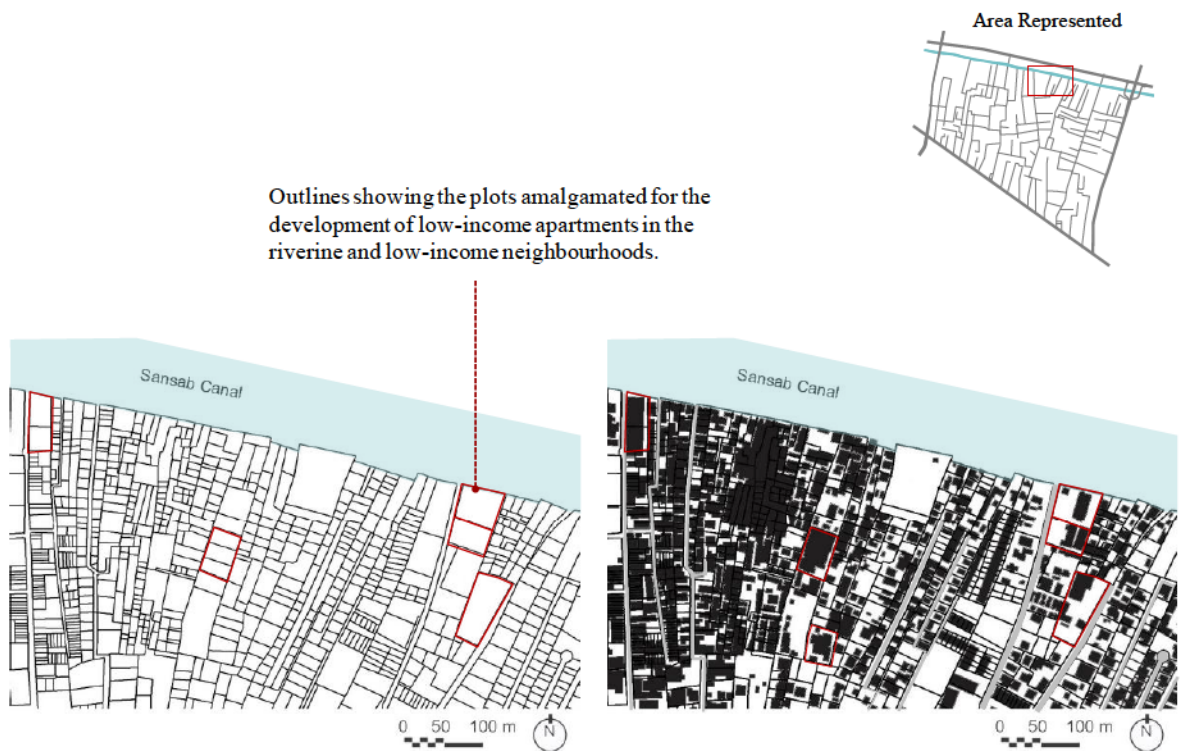 Area Represented
Outlines showing the plots amalgamated for the
development of low-income apartments in the
riverine and low-income neighbourhoods.
Sansab Canal
Sansab Canal
0 50 100 m
N
0 50 100 m
N